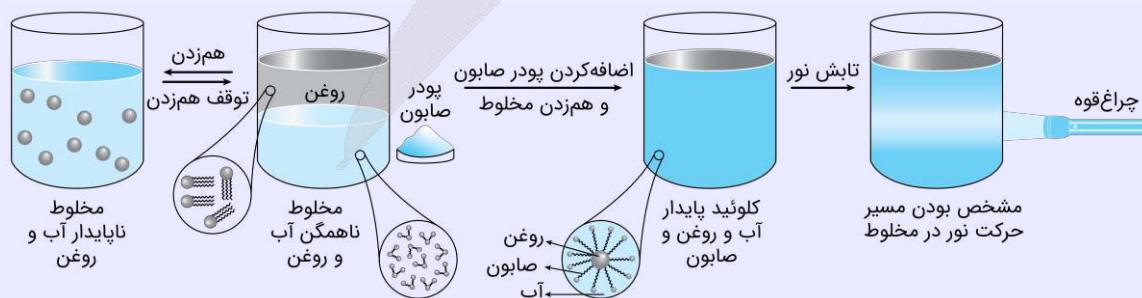 هم‌زدن
توقف هم‌زدن
روغن
پودر
صابون
اضافه‌کردن پودر صابون
و هم‌زدن مخلوط
تابش نور
چراغ‌قوه
مخلوط
ناپایدار آب و
روغن
مخلوط
ناهمگن آب
و روغن
روغن
صابون
آب
کلوئید پایدار
آب و روغن و
صابون
مشخص بودن مسیر
حرکت نور در مخلوط